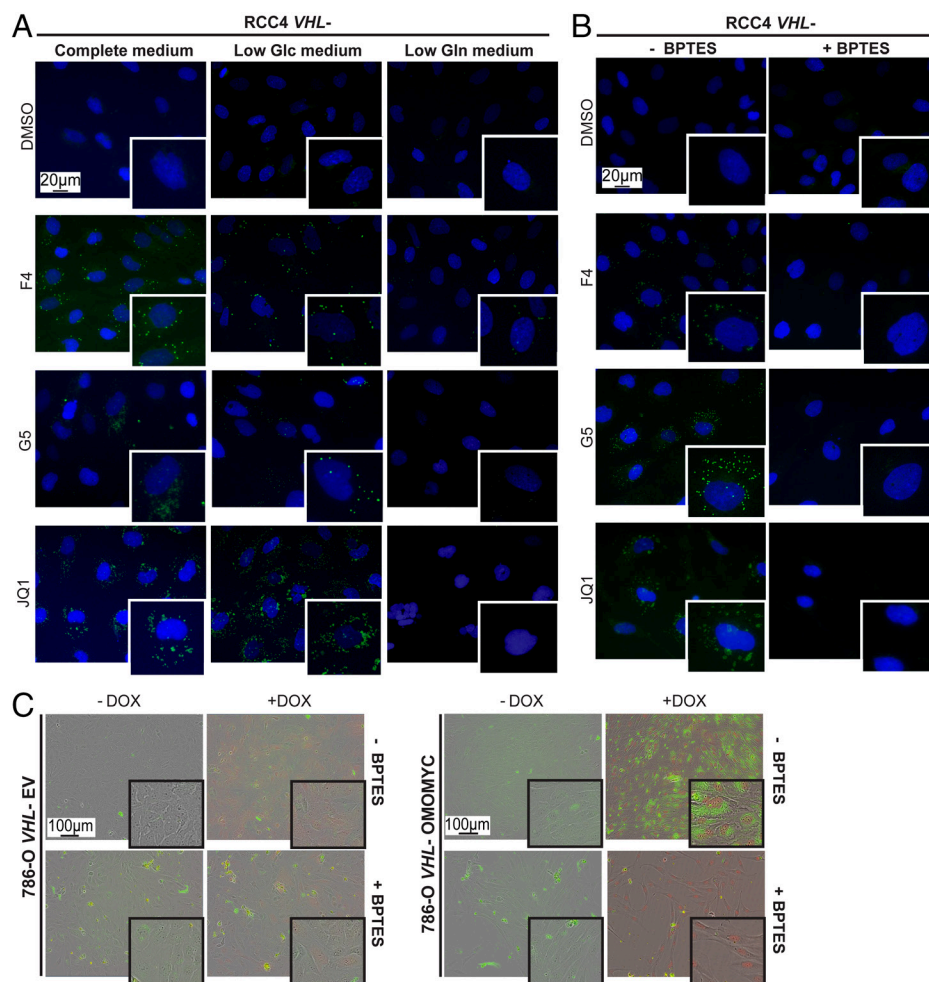 A
RCC4 VHL-
Complete medium Low Glc medium Low Gln medium
DMSO
20µm
F4
G5
JQ1
B
RCC4 VHL-
- BPTES + BPTES
DMSO
20µm
F4
G5
JQ1
C
- DOX +DOX
786-O VHL- EV
100µm
- BPTES
+ BPTES
- DOX +DOX
786-O VHL- OMOMYC
100µm
- BPTES
+ BPTES